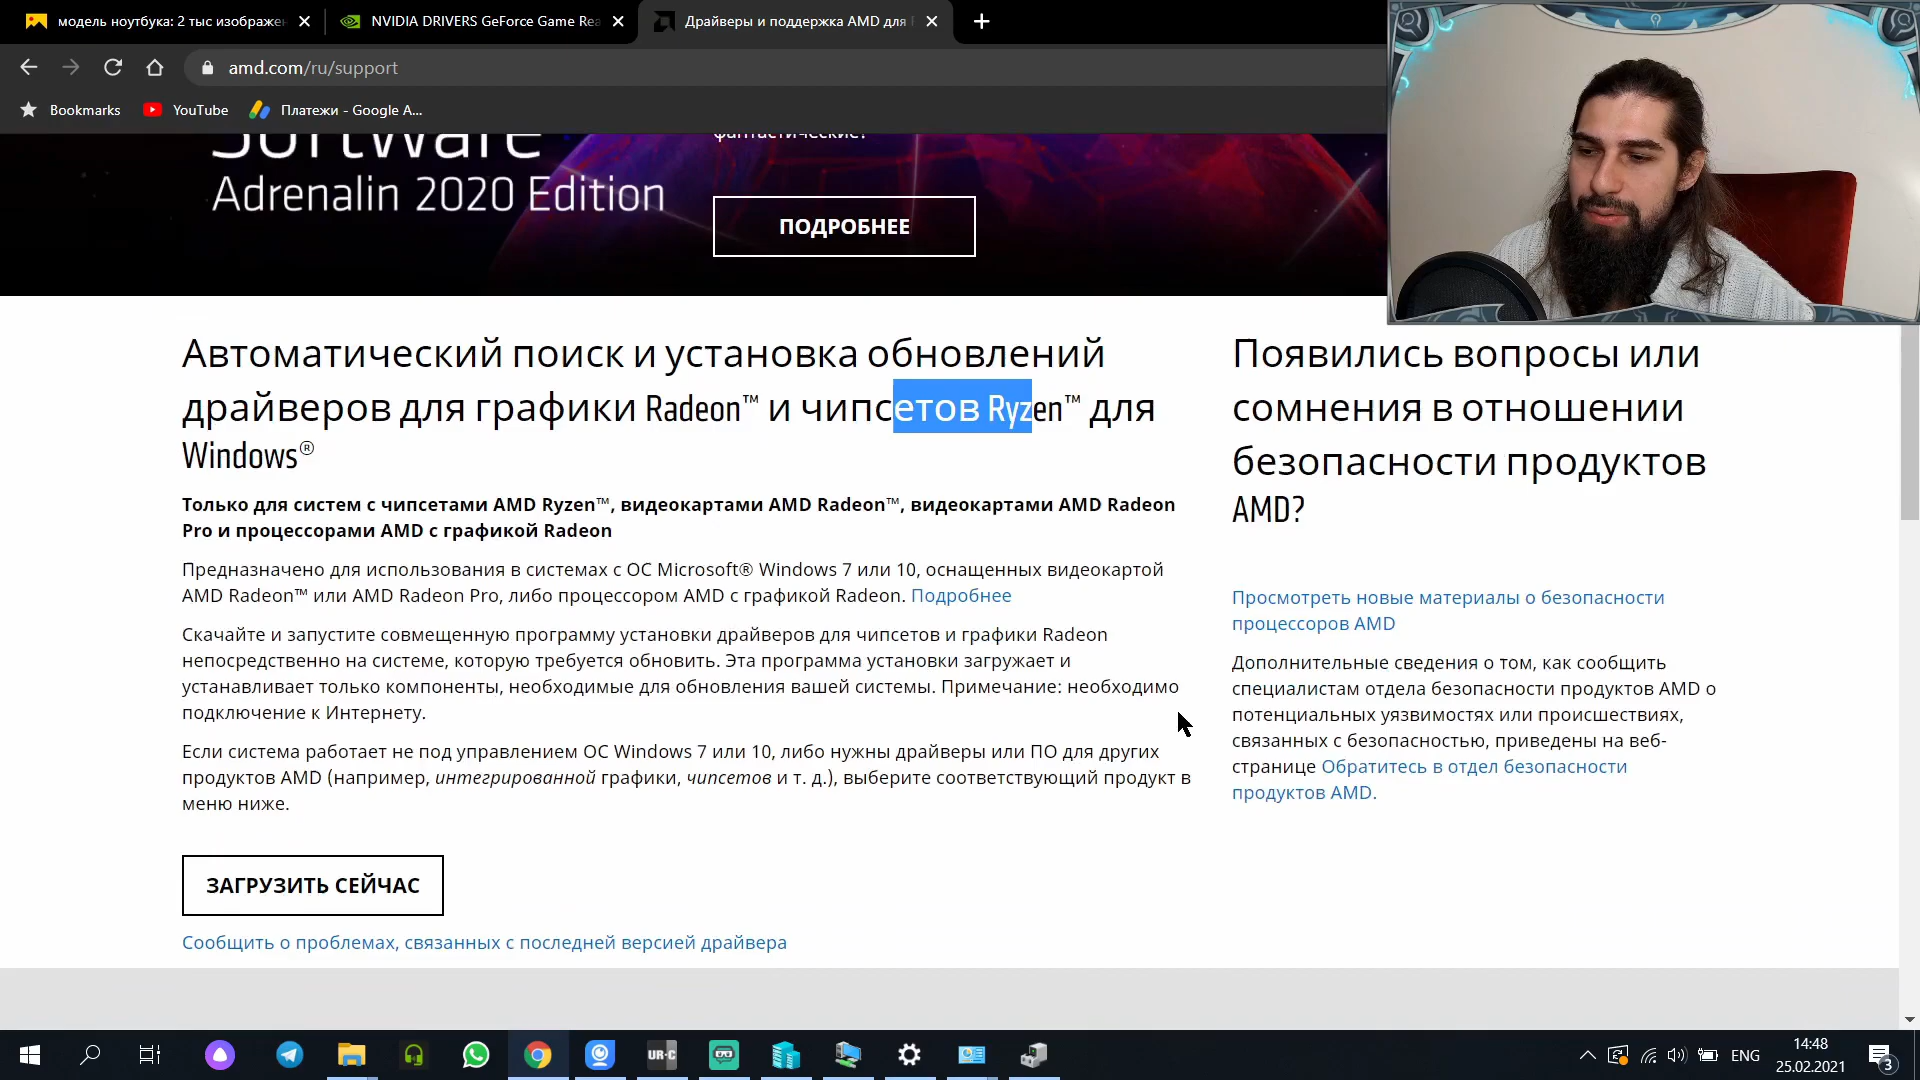 модель ноутбука: 2 тыс изображе
NVIDIA DRIVERS GeForce Game Rea
Драйверы и поддержка AMD для
amd.com/ru/support
Bookmarks
YouTube
Платежи - Google A...
Software
фантастические!
Adrenalin 2020 Edition
ПОДРОБНЕЕ
Автоматический поиск и установка обновлений
драйверов для графики Radeon™ и чипсетов Ryzen™ для
Windows®
Только для систем с чипсетами AMD Ryzen™, видеокартами AMD Radeon™, видеокартами AMD Radeon
Pro и процессорами AMD с графикой Radeon
Предназначено для использования в системах с ОС Microsoft® Windows 7 или 10, оснащенных видеокартой
AMD Radeon™ или AMD Radeon Pro, либо процессором AMD с графикой Radeon. Подробнее
Скачайте и запустите совмещенную программу установки драйверов для чипсетов и графики Radeon
непосредственно на системе, которую требуется обновить. Эта программа установки загружает и
устанавливает только компоненты, необходимые для обновления вашей системы. Примечание: необходимо
подключение к Интернету.
Если система работает не под управлением ОС Windows 7 или 10, либо нужны драйверы или ПО для других
продуктов AMD (например, интегрированной графики, чипсетов и т. д.), выберите соответствующий продукт в
меню ниже.
ЗАГРУЗИТЬ СЕЙЧАС
Сообщить о проблемах, связанных с последней версией драйвера
Появились вопросы или
сомнения в отношении
безопасности продуктов
AMD?
Просмотреть новые материалы о безопасности
процессоров AMD
Дополнительные сведения о том, как сообщить
специалистам отдела безопасности продуктов AMD о
потенциальных уязвимостях или происшествиях,
связанных с безопасностью, приведены на веб-
странице Обратитесь в отдел безопасности
продуктов AMD.
UR-C
ENG
14:48
25.02.2021
3